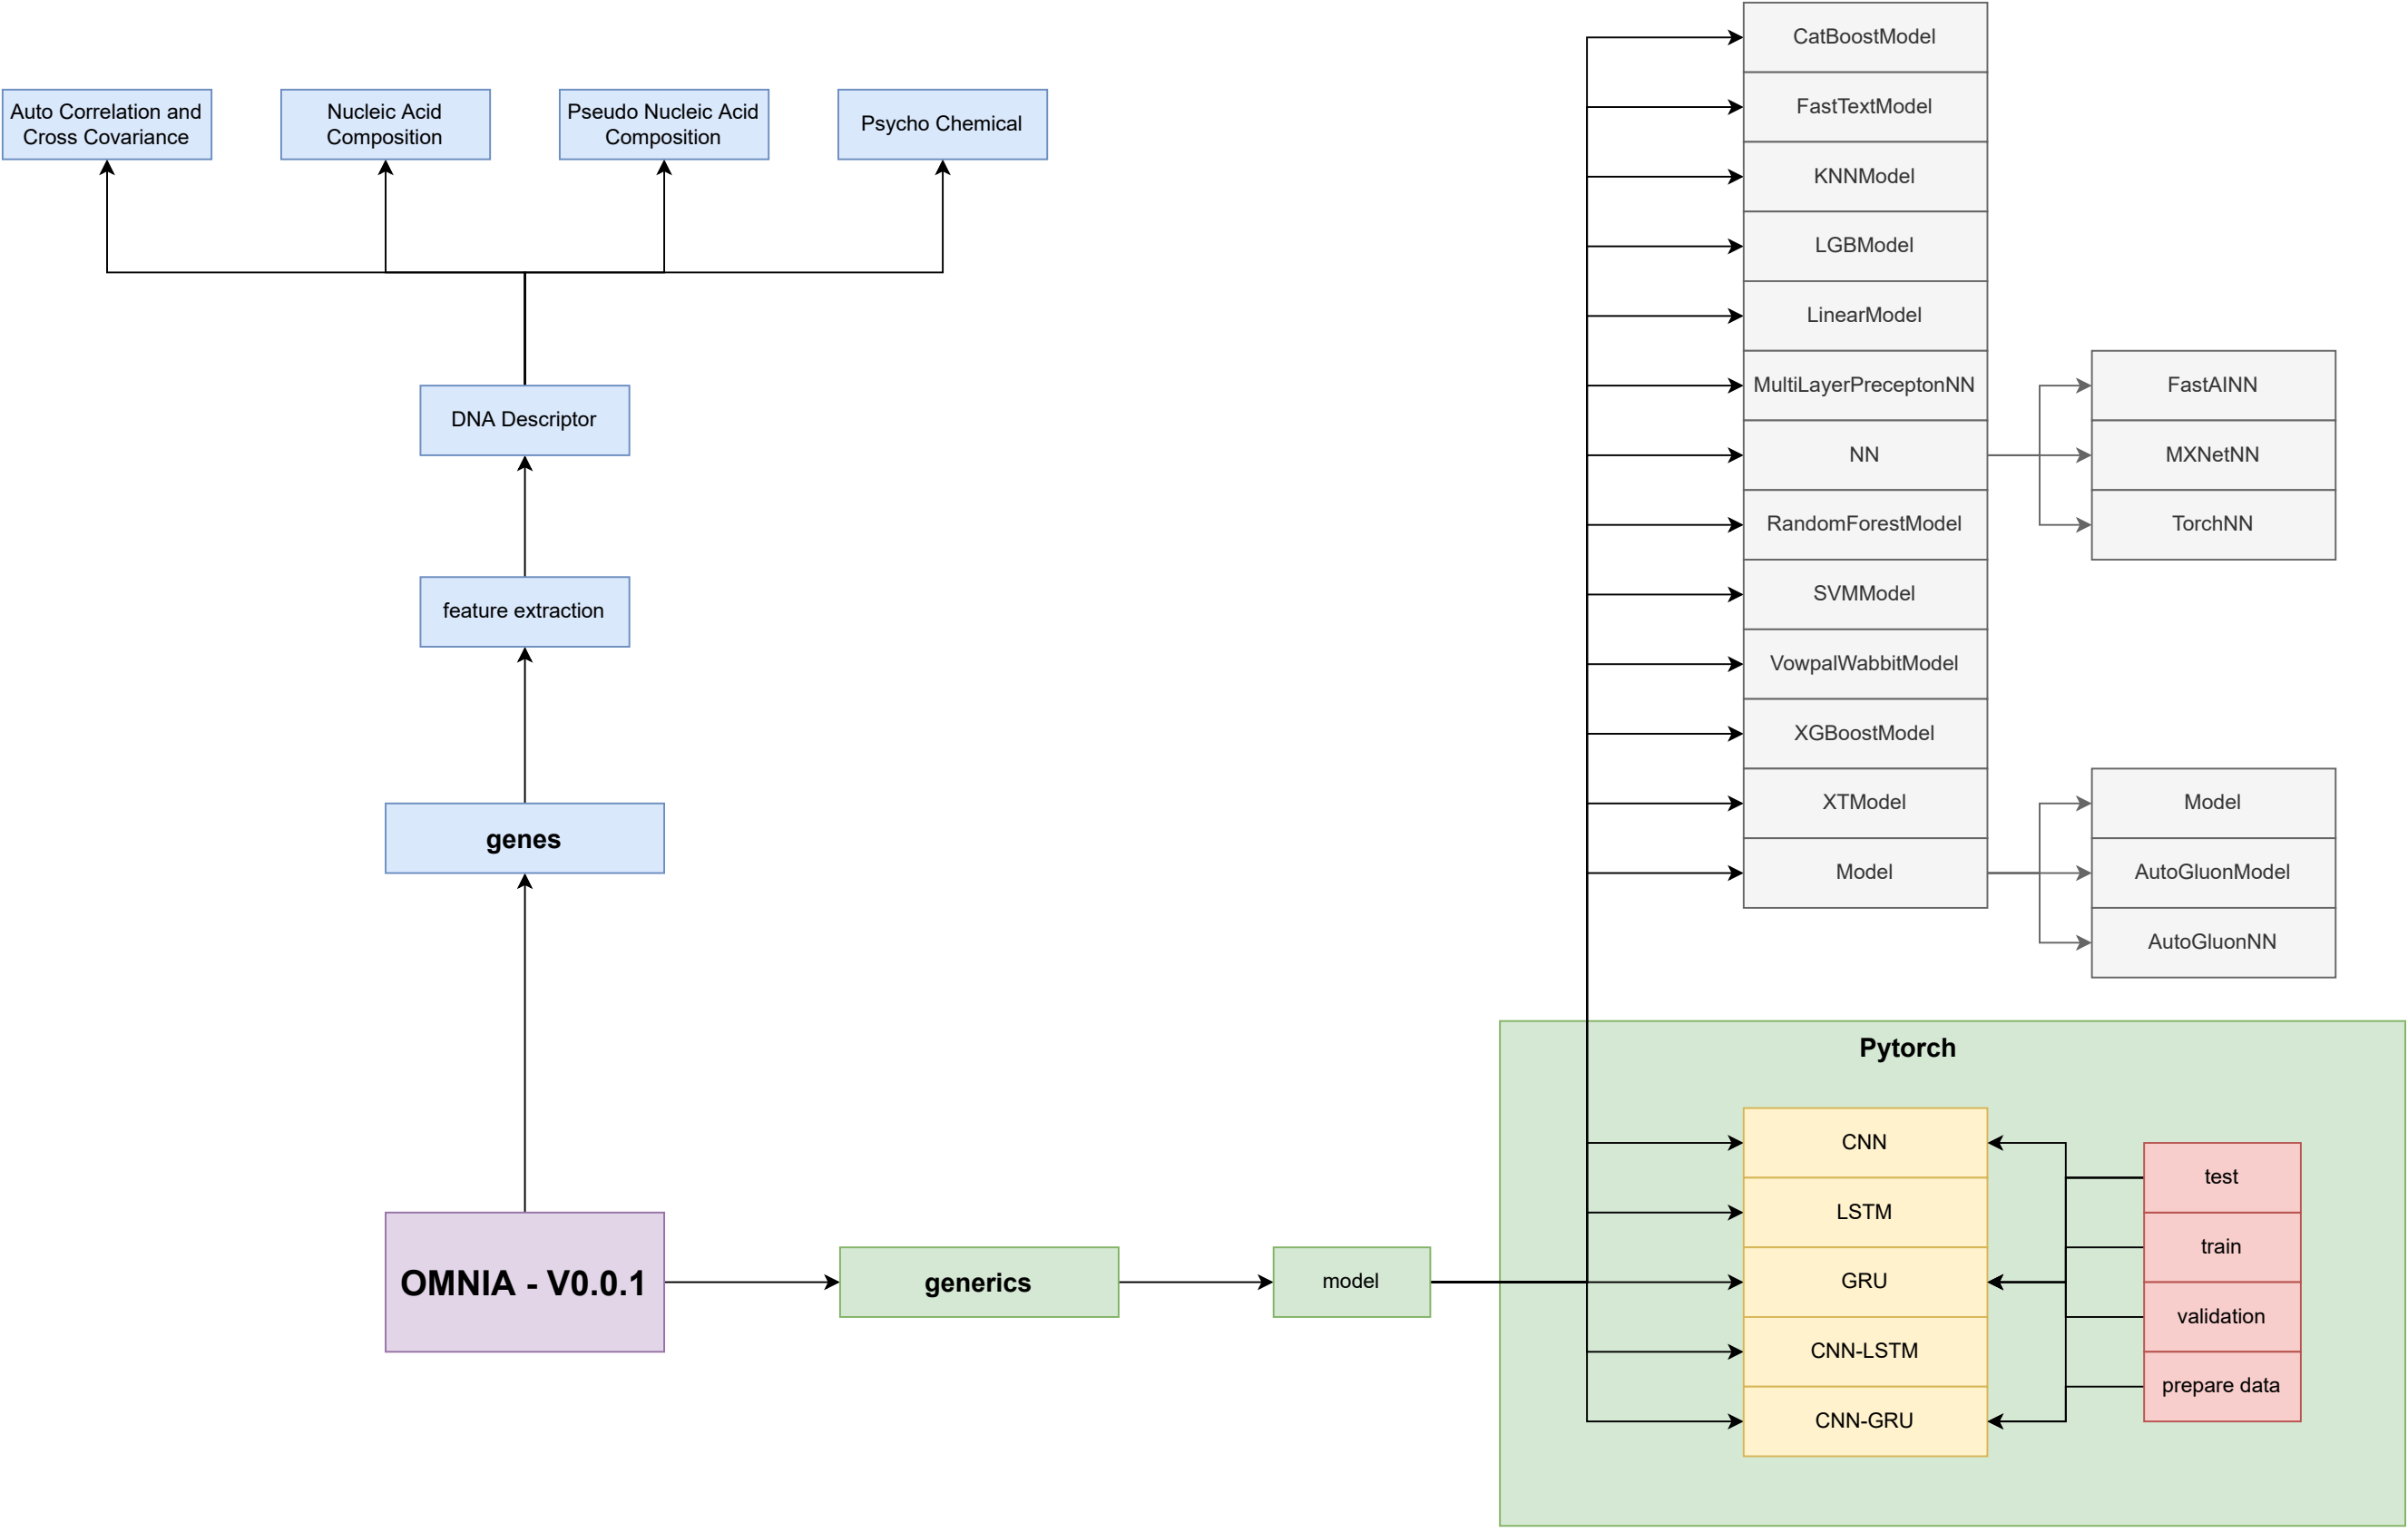 Auto Correlation and
Cross Covariance
Nucleic Acid
Composition
Pseudo Nucleic Acid
Composition
Psycho Chemical
DNA Descriptor
feature extraction
genes
OMNIA - V0.0.1
generics
model
CatBoostModel
FastTextModel
KNNModel
LGBModel
LinearModel
MultiLayerPreceptonNN
NN
RandomForestModel
SVMModel
VowpalWabbitModel
XGBoostModel
XTModel
Model
FastAINN
MXNetNN
TorchNN
Model
AutoGluonModel
AutoGluonNN
Pytorch
CNN
LSTM
GRU
CNN-LSTM
CNN-GRU
test
train
validation
prepare data